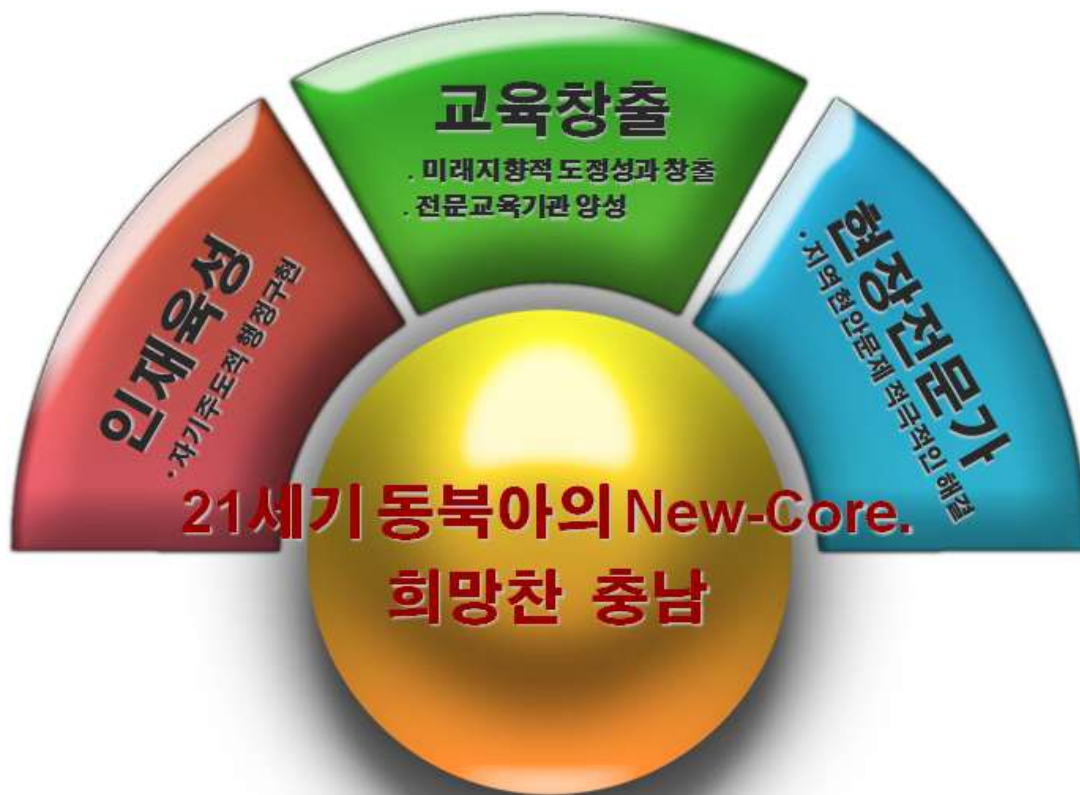 인재육성
· 자기주도적 행정구현
교육창출
. 미래지향적 도정성과 창출
. 전문교육기관 양성
현장전문가
· 지역현안문제 적극적인 해결
21세기 동북아의 New-Core.
희망찬 충남